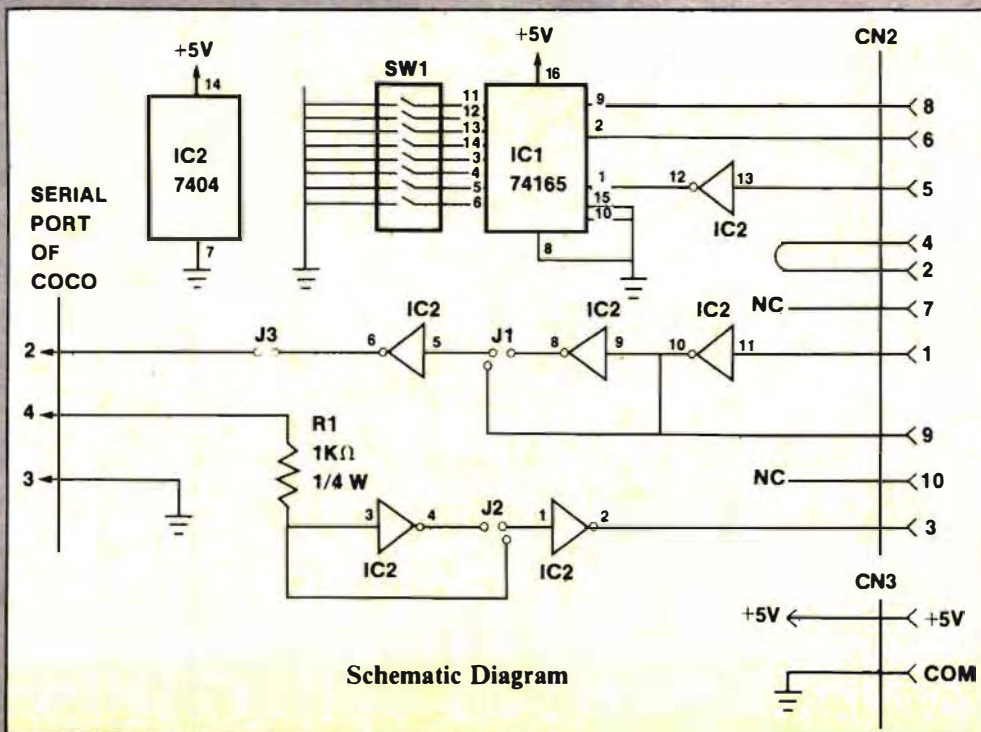 +5V
14
IC2
7404
7
SW1
+5V
16
11
12
13
14
3
4
5
6
IC1
74165
9
2
1
15
10
8
12
13
IC2
CN2
8
6
5
4
2
NC
7
1
9
NC
10
3
SERIAL
PORT
OF
COCO
2
4
3
J3
IC2
6
5
J1
IC2
8
9
IC2
10
11
R1
1KΩ
1/4 W
3
4
IC2
J2
1
2
IC2
CN3
+5V
+5V
COM
Schematic Diagram